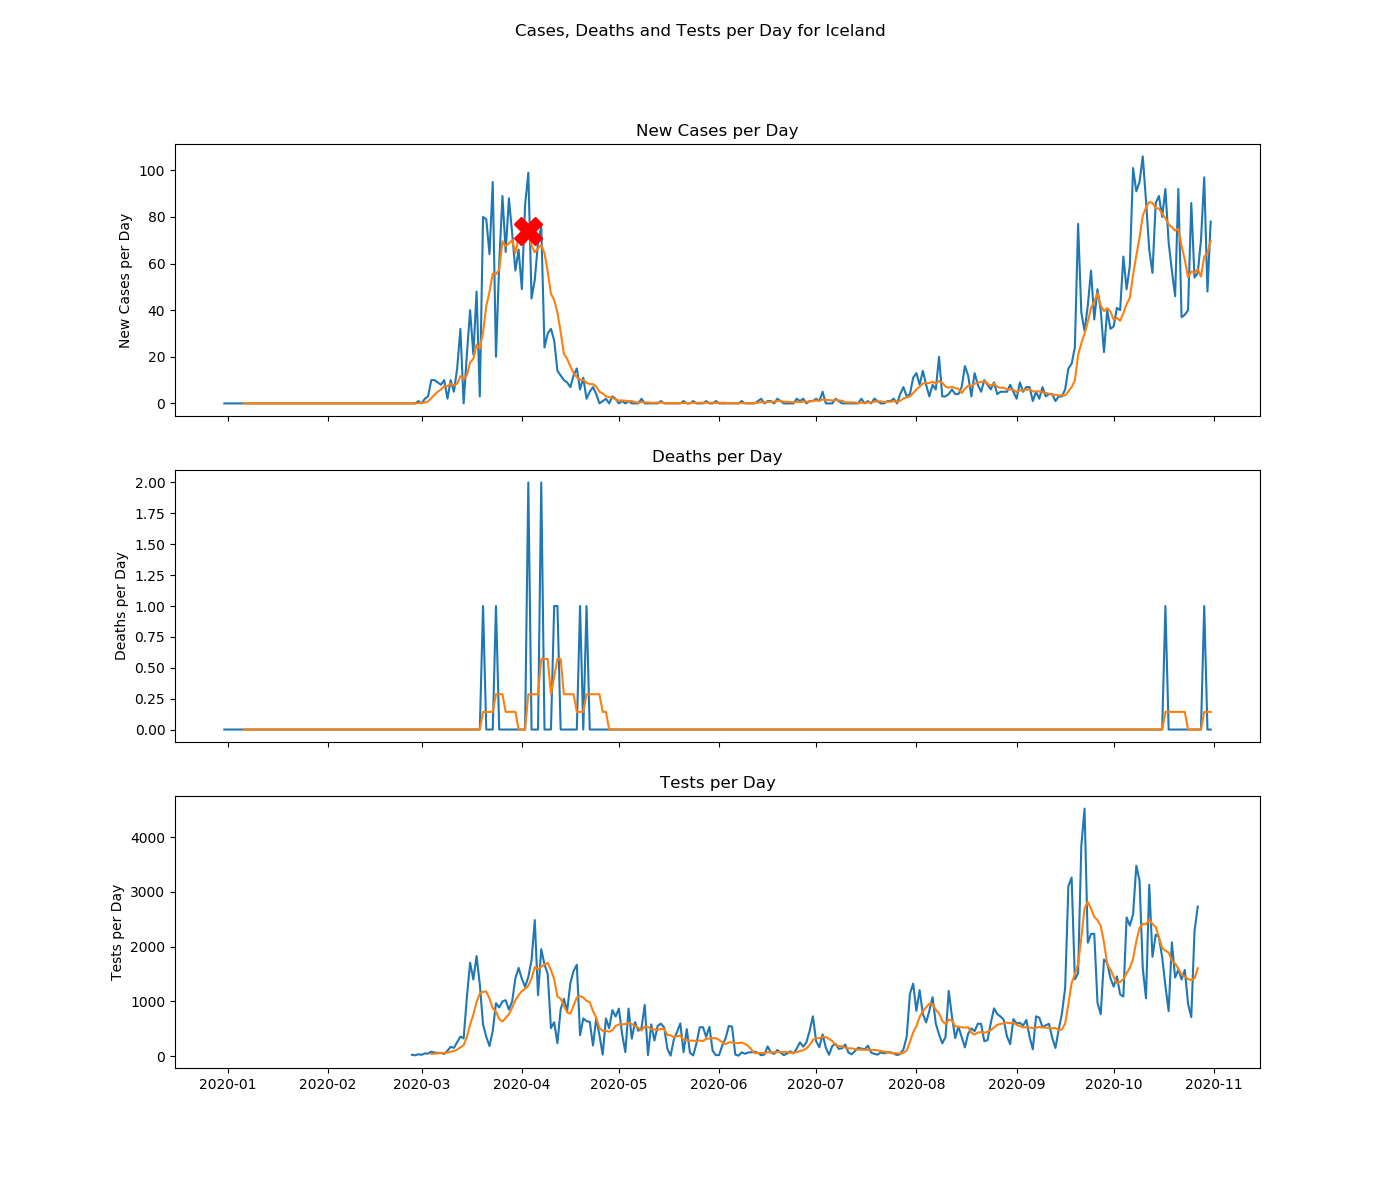 Cases, Deaths and Tests per Day for Iceland
New Cases per Day
New Cases per Day
100
80
60
40
20
0
Deaths per Day
Deaths per Day
2.00
1.75
1.50
1.25
1.00
0.75
0.50
0.25
0.00
Tests per Day
Tests per Day
4000
3000
2000
1000
0
2020-01 2020-02 2020-03 2020-04 2020-05 2020-06 2020-07 2020-08 2020-09 2020-10 2020-11